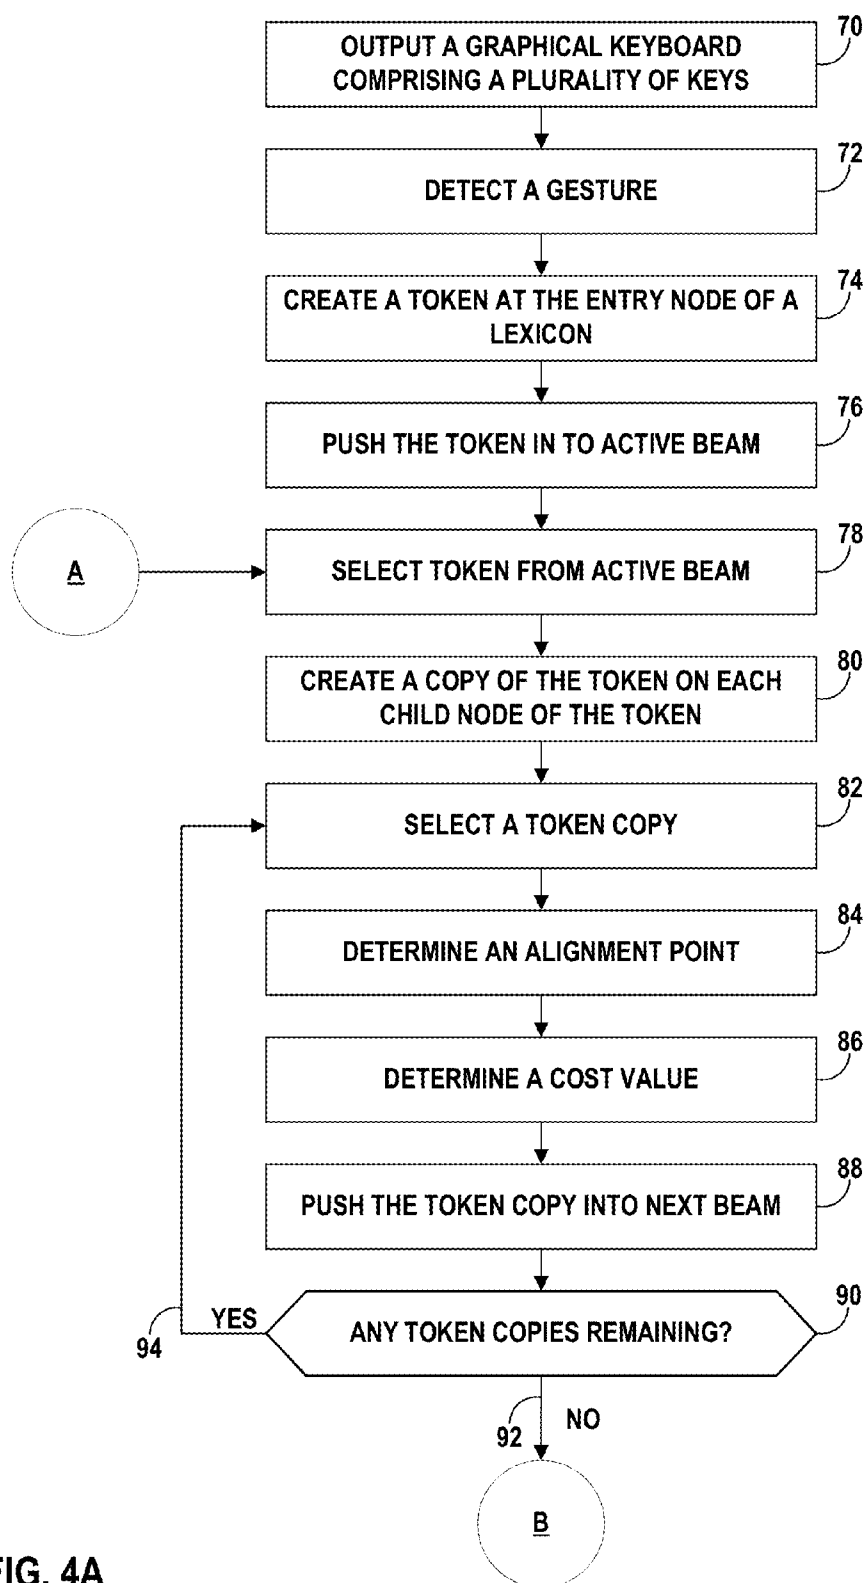 70
OUTPUT A GRAPHICAL KEYBOARD
COMPRISING A PLURALITY OF KEYS
72
DETECT A GESTURE
74
CREATE A TOKEN AT THE ENTRY NODE OF A
LEXICON
76
PUSH THE TOKEN IN TO ACTIVE BEAM
78
A
SELECT TOKEN FROM ACTIVE BEAM
80
CREATE A COPY OF THE TOKEN ON EACH
CHILD NODE OF THE TOKEN
82
SELECT A TOKEN COPY
84
DETERMINE AN ALIGNMENT POINT
86
DETERMINE A COST VALUE
88
PUSH THE TOKEN COPY INTO NEXT BEAM
90
YES
ANY TOKEN COPIES REMAINING?
94
NO
92
B
FIG. 4A